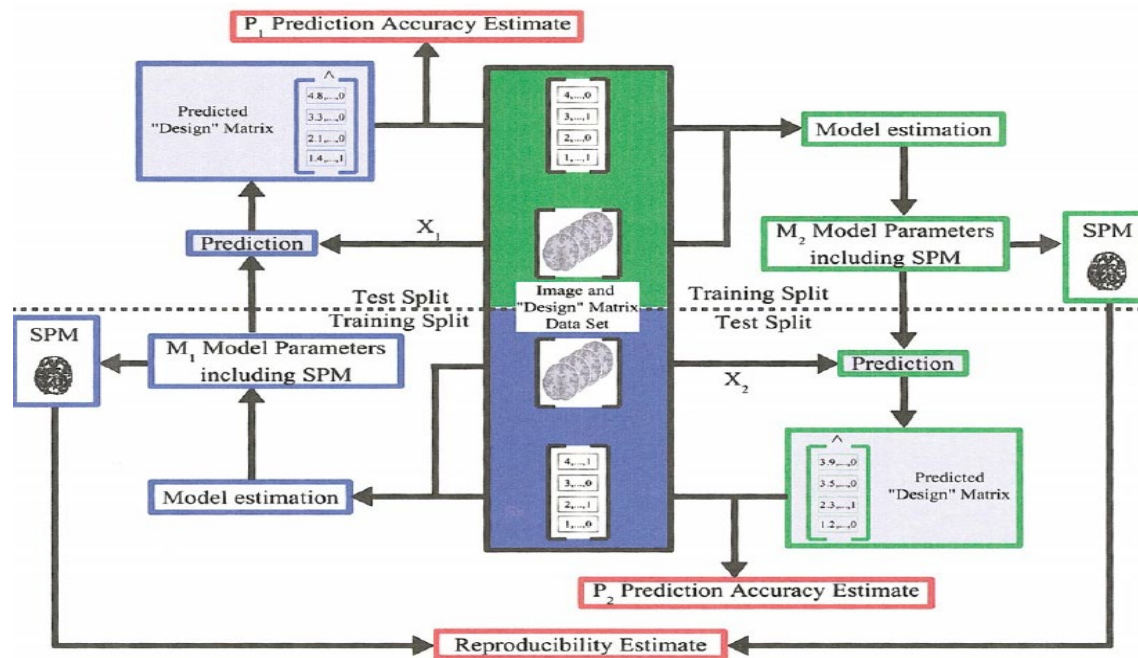 P1 Prediction Accuracy Estimate
Predicted
"Design" Matrix
^
4.8,...,0
3.3,...,0
2.1,...,0
1.4,...,1
4,...,0
3,...,1
2,...,0
1,...,1
Model estimation
Prediction
X1
M2 Model Parameters
including SPM
SPM
Image and
"Design" Matrix
Data Set
Test Split
Training Split
Training Split
Test Split
SPM
M1 Model Parameters
including SPM
Prediction
X2
Model estimation
4,...,1
3,...,0
2,...,1
1,...,0
^
3.9,...,0
3.5,...,0
2.3,...,1
1.2,...,0
Predicted
"Design" Matrix
P2 Prediction Accuracy Estimate
Reproducibility Estimate